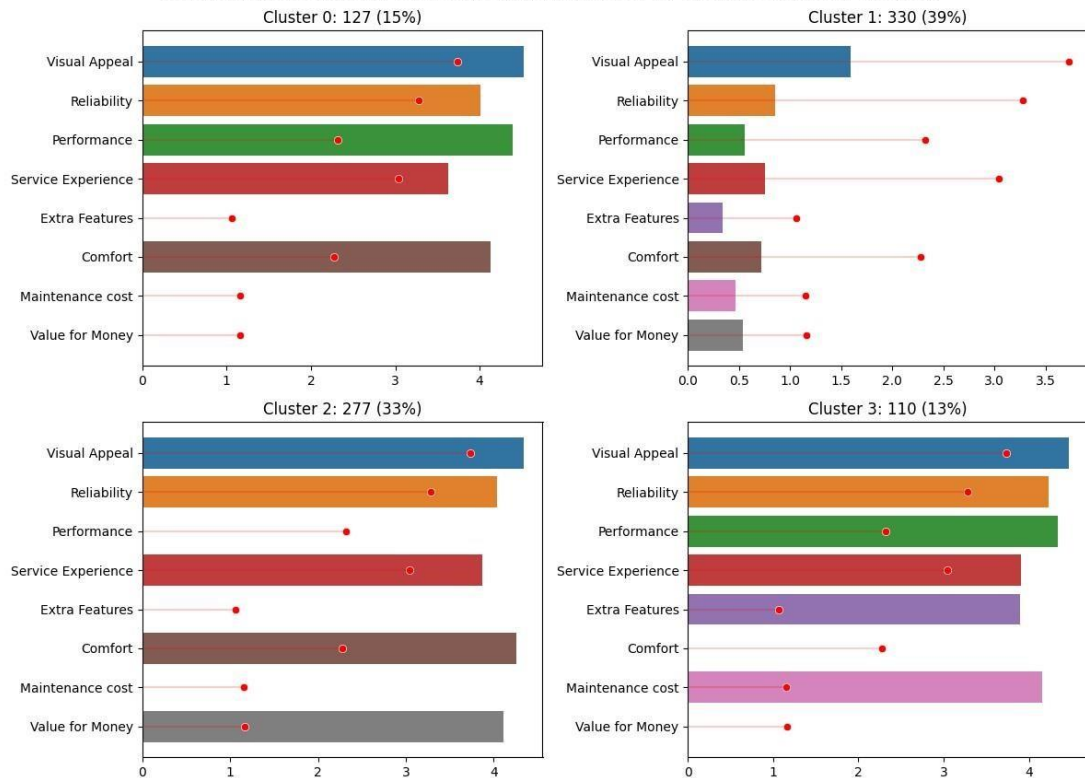 Cluster 0: 127 (15%)
Visual Appeal
Reliability
Performance
Service Experience
Extra Features
Comfort
Maintenance cost
Value for Money
0 1 2 3 4
Cluster 1: 330 (39%)
Visual Appeal
Reliability
Performance
Service Experience
Extra Features
Comfort
Maintenance cost
Value for Money
0.0 0.5 1.0 1.5 2.0 2.5 3.0 3.5
Cluster 2: 277 (33%)
Visual Appeal
Reliability
Performance
Service Experience
Extra Features
Comfort
Maintenance cost
Value for Money
0 1 2 3 4
Cluster 3: 110 (13%)
Visual Appeal
Reliability
Performance
Service Experience
Extra Features
Comfort
Maintenance cost
Value for Money
0 1 2 3 4